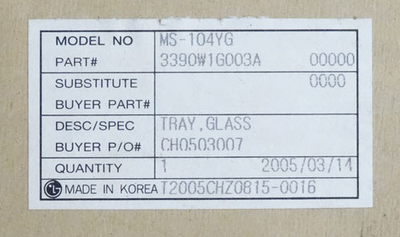 MODEL NO MS-104YG
PART# 3390W1G003A 00000
SUBSTITUTE 0000
BUYER PART#
DESC/SPEC TRAY,GLASS
BUYER P/O# CH0503007
QUANTITY 1 2005/03/14
LG MADE IN KOREA T2005CHZ0815-0016